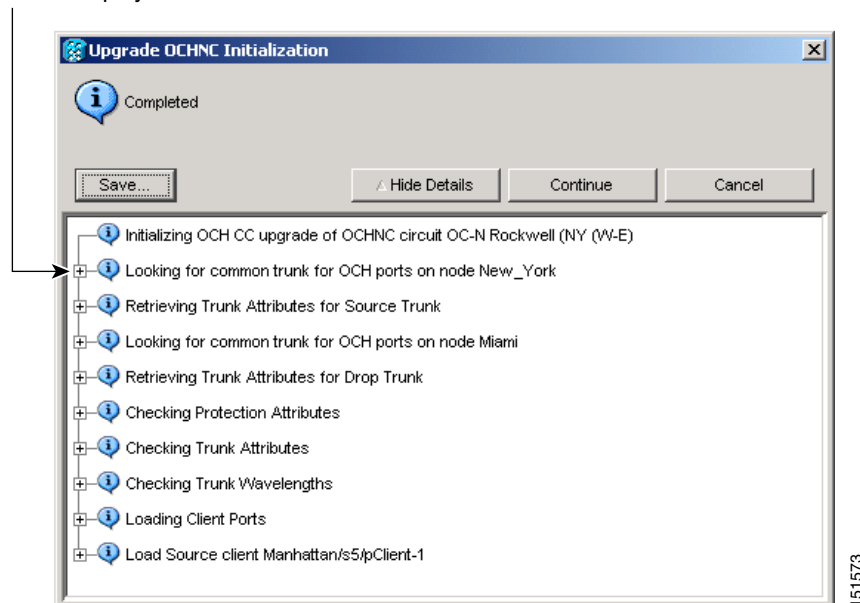 Upgrade OCHNC Initialization
Completed
Save...
Hide Details
Continue
Cancel
Initializing OCH CC upgrade of OCHNC circuit OC-N Rockwell (NY (W-E)
Looking for common trunk for OCH ports on node New_York
Retrieving Trunk Attributes for Source Trunk
Looking for common trunk for OCH ports on node Miami
Retrieving Trunk Attributes for Drop Trunk
Checking Protection Attributes
Checking Trunk Attributes
Checking Trunk Wavelengths
Loading Client Ports
Load Source client Manhattan/s5/pClient-1
151573